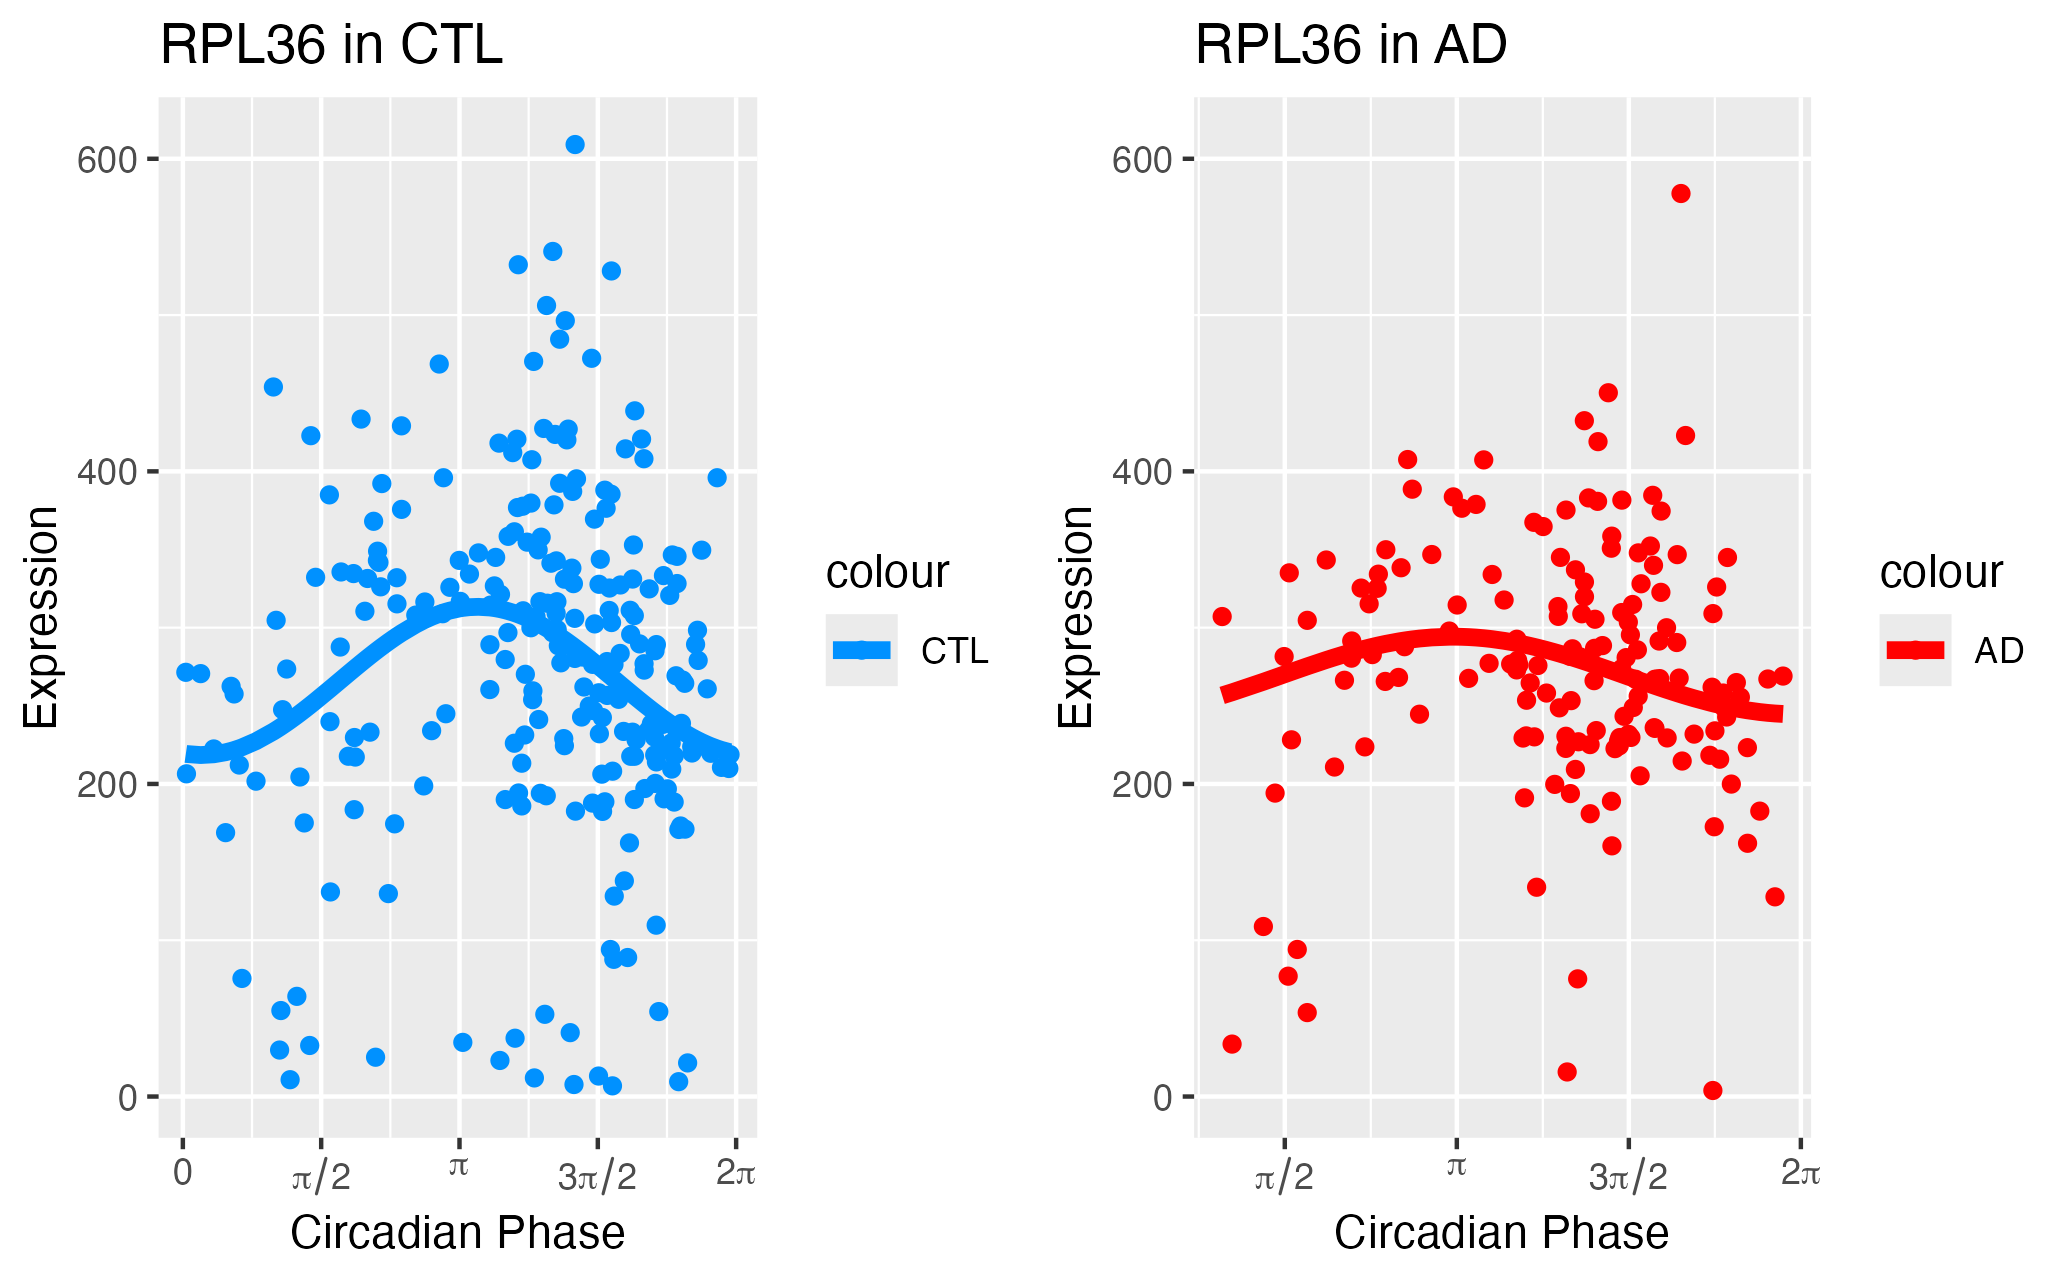 RPL36 in CTL
Expression
600
400
200
0
0 π/2 π 3π/2 2π
Circadian Phase
colour
CTL
RPL36 in AD
Expression
600
400
200
0
π/2 π 3π/2 2π
Circadian Phase
colour
AD